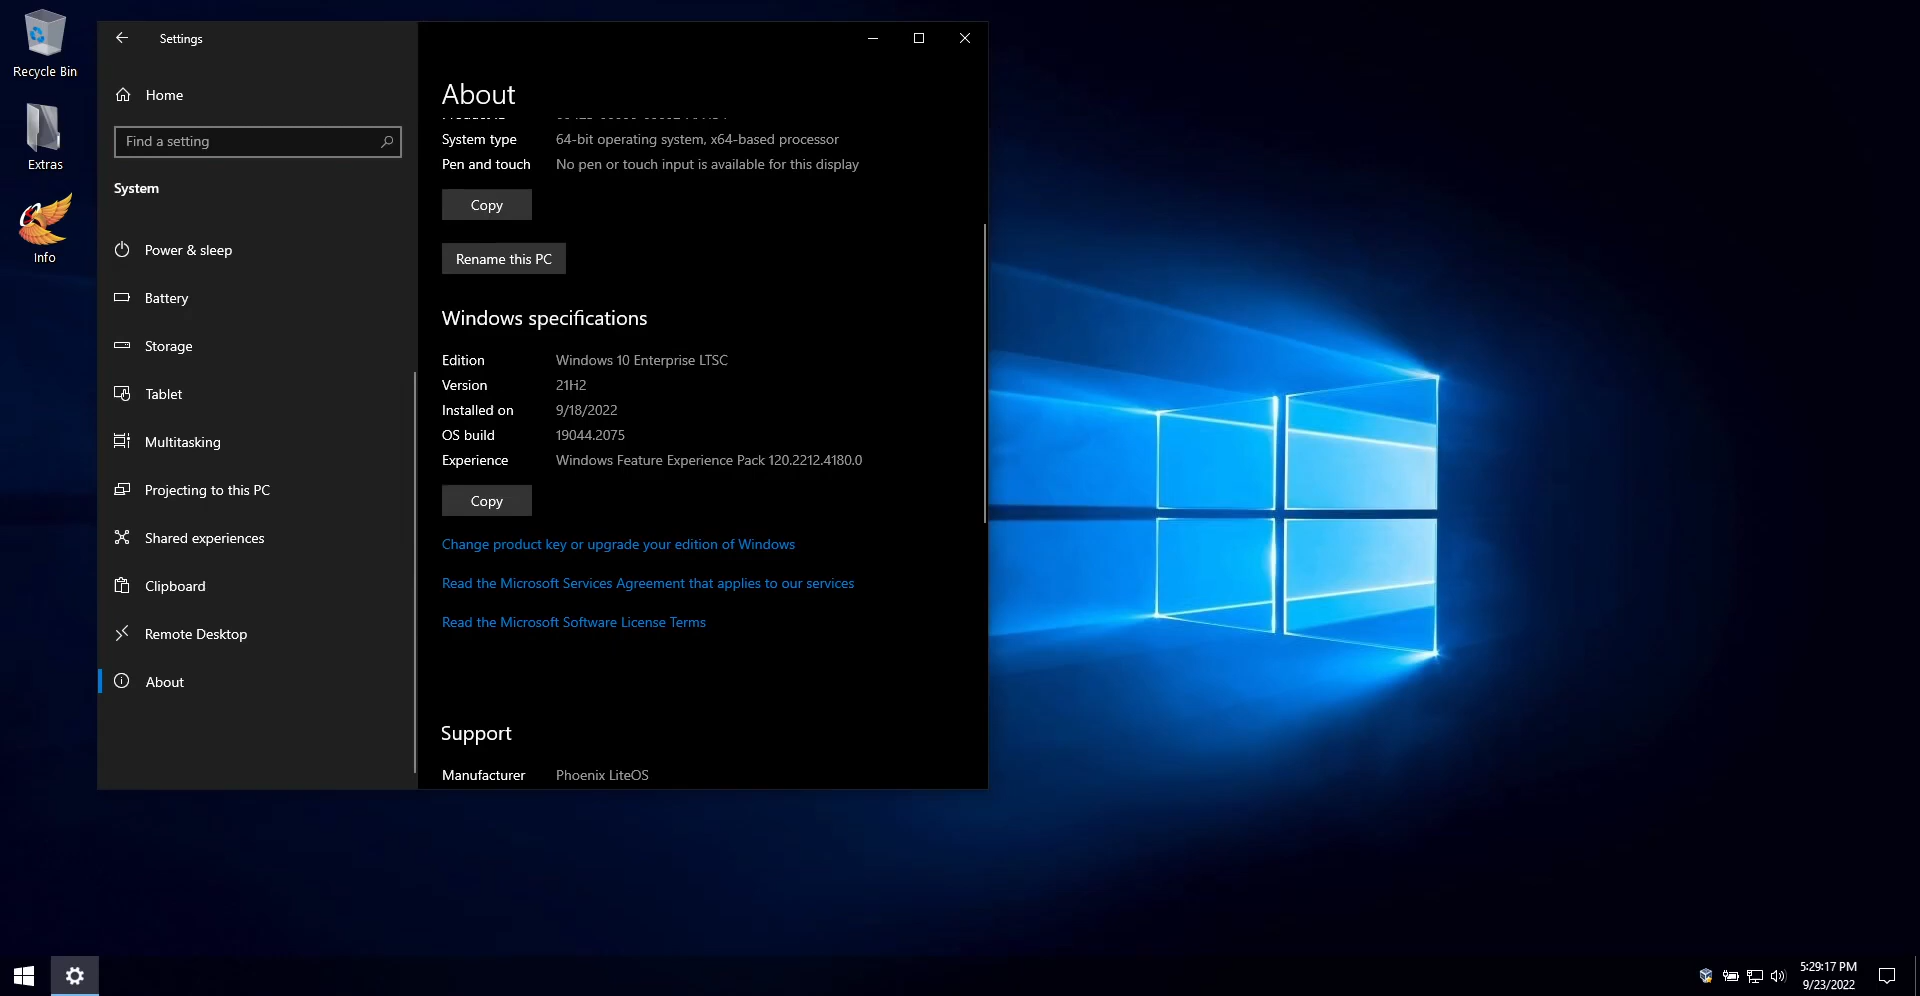 Recycle Bin
Extras
Info
Settings
Home
Find a setting
System
Power & sleep
Battery
Storage
Tablet
Multitasking
Projecting to this PC
Shared experiences
Clipboard
Remote Desktop
About
About
System type 64-bit operating system, x64-based processor
Pen and touch No pen or touch input is available for this display
Copy
Rename this PC
Windows specifications
Edition Windows 10 Enterprise LTSC
Version 21H2
Installed on 9/18/2022
OS build 19044.2075
Experience Windows Feature Experience Pack 120.2212.4180.0
Copy
Change product key or upgrade your edition of Windows
Read the Microsoft Services Agreement that applies to our services
Read the Microsoft Software License Terms
Support
Manufacturer Phoenix LiteOS
5:29:17 PM
9/23/2022